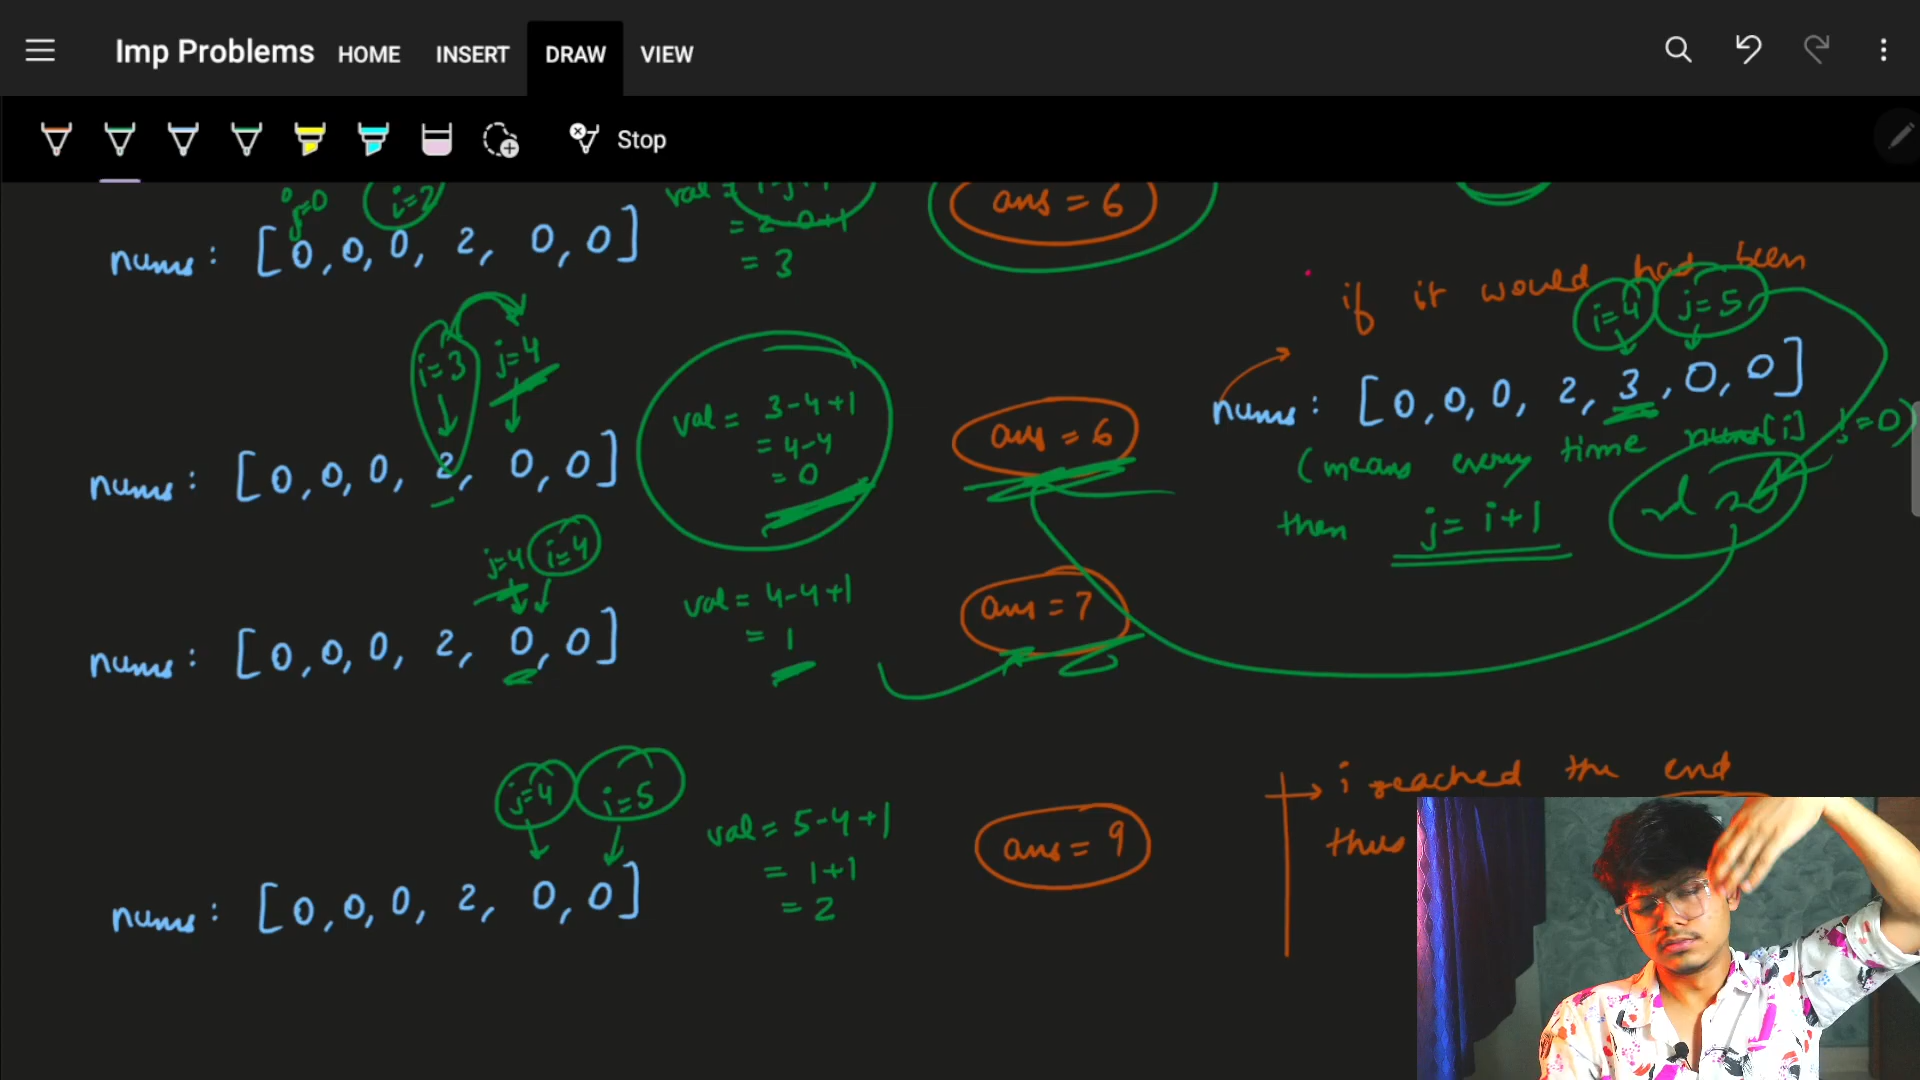 Imp Problems HOME INSERT DRAW VIEW
Stop
j=0 i=2
nums: [0,0,0, 2, 0,0]
val = i-j+1
= 2-0+1
= 3
ans = 6
if it would had been
i=4 j=5
nums: [0,0,0, 2, 3, 0,0]
(means every time nums[i] != 0)
then j= i+1
i=3 j=4
nums: [0,0,0, 2, 0,0]
val = 3-4+1
= 4-4
= 0
ans = 6
j=4 i=4
nums: [0,0,0, 2, 0,0]
val = 4-4+1
= 1
ans = 7
j=4 i=5
nums: [0,0,0, 2, 0,0]
val = 5-4+1
= 1+1
= 2
ans = 9
i reached the end
thus